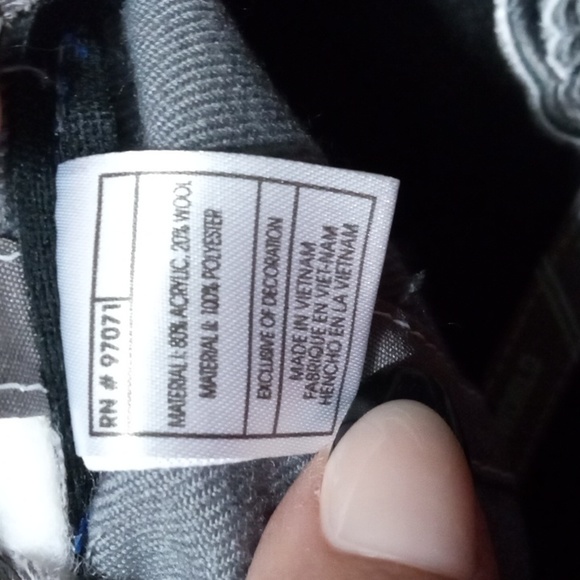 RN # 97071
MATERIAL I: 80% ACRYLIC, 20% WOOL
MATERIAL II: 100% POLYESTER
EXCLUSIVE OF DECORATION
MADE IN VIETNAM
FABRIQUE EN VIET-NAM
HENCHO EN LA VIETNAM